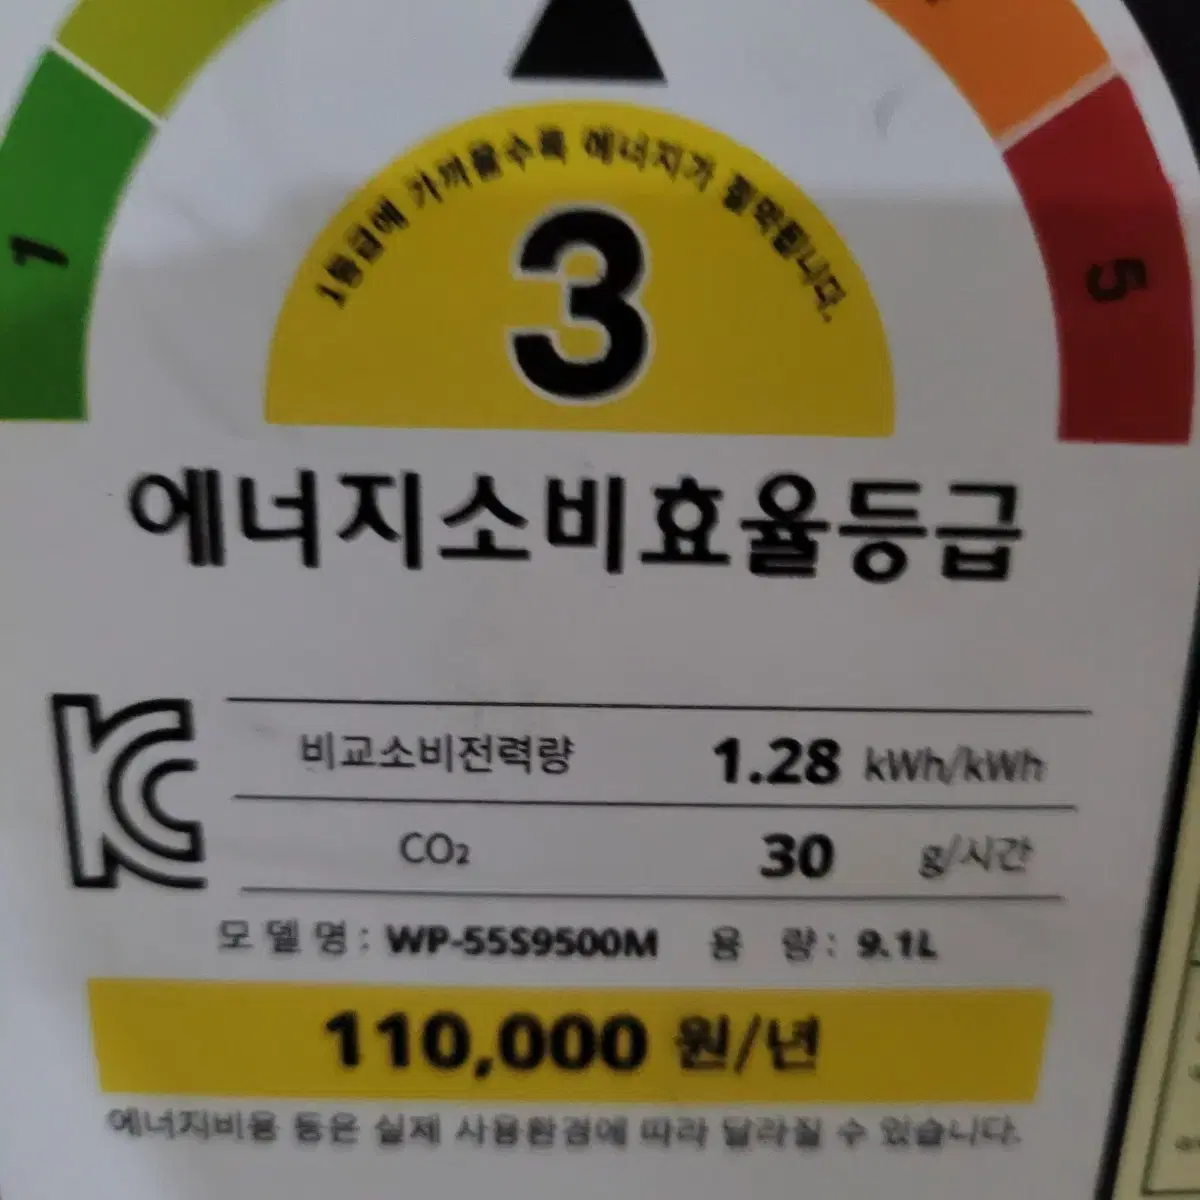 1등급에 가까울수록 에너지가 절약됩니다.
1
3
5
에너지소비효율등급
비교소비전력량 1.28 kWh/kWh
CO₂ 30 g/시간
모델명 : WP-55S9500M 용 량 : 9.1L
110,000 원/년
에너지비용 등은 실제 사용환경에 따라 달라질 수 있습니다.